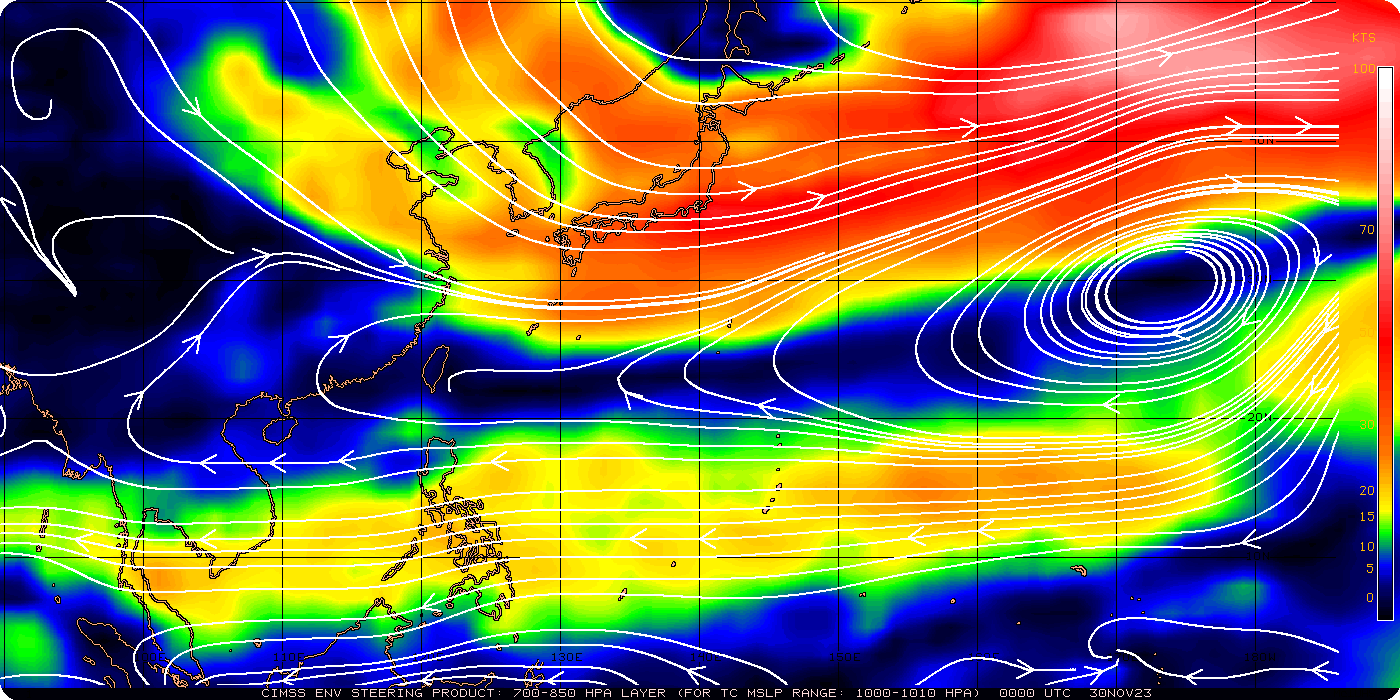 KTS
100
40N
70
20N
30
20
15
10
5
0
110E
130E
140E
150E
CIMSS ENV STEERING PRODUCT: 700-850 HPA LAYER (FOR TC MSLP RANGE: 1000-1010 HPA) 0000 UTC 30NOV23